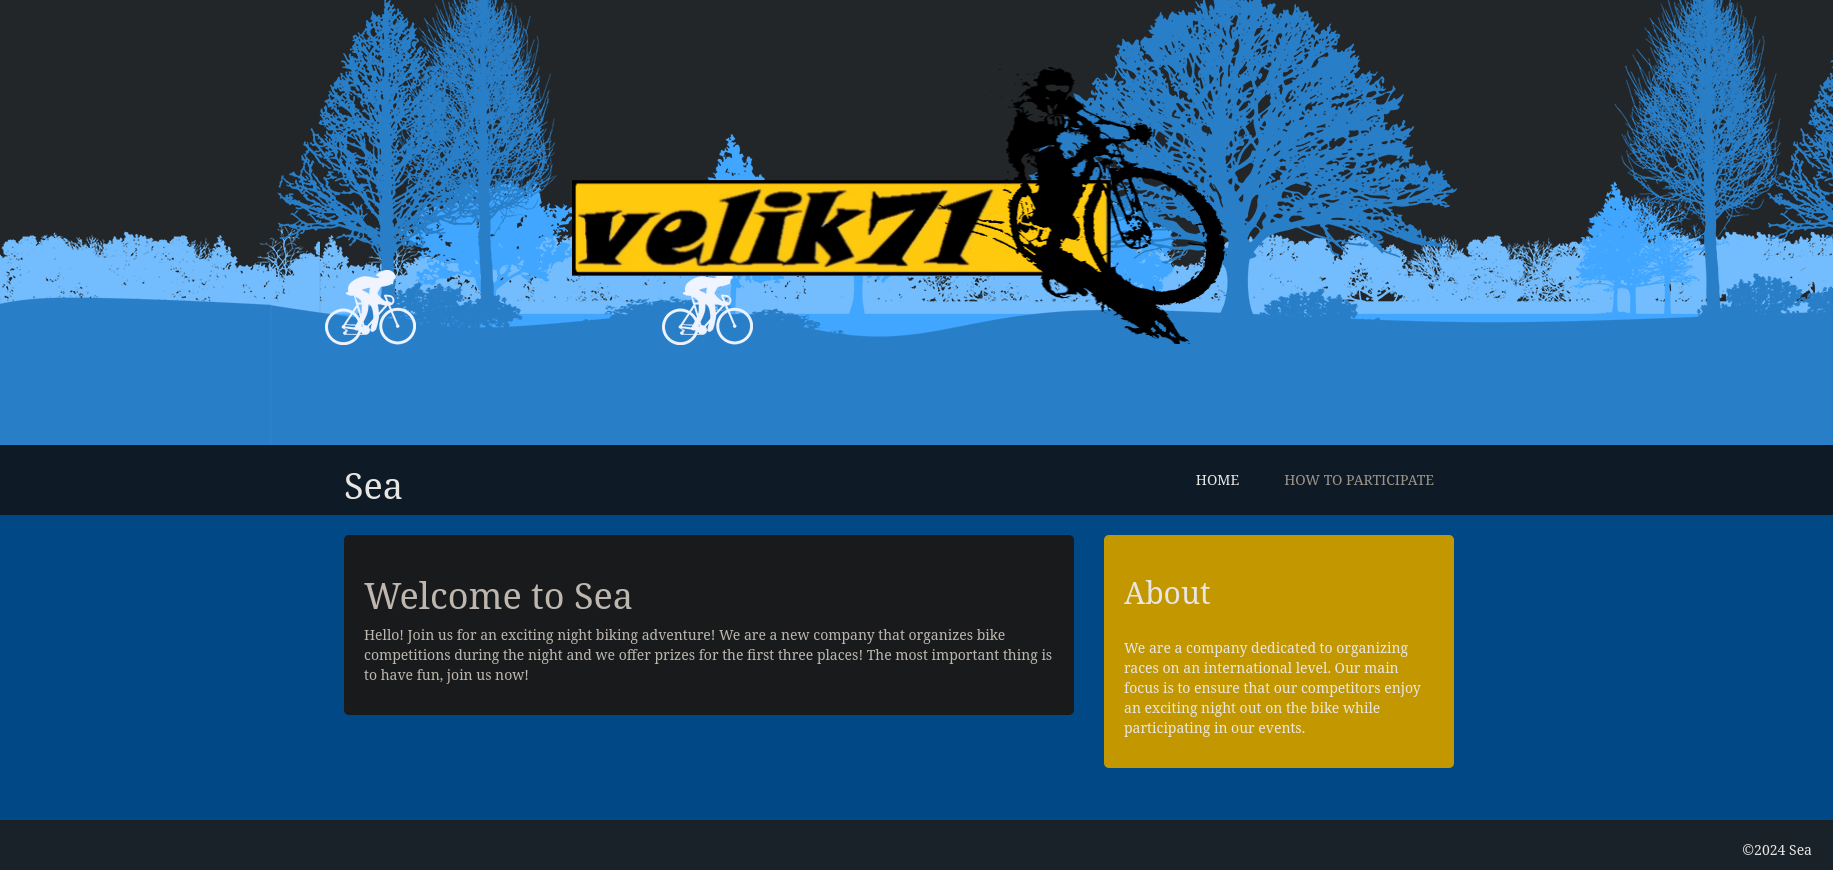 velik71
Sea
HOME HOW TO PARTICIPATE
Welcome to Sea
Hello! Join us for an exciting night biking adventure! We are a new company that organizes bike
competitions during the night and we offer prizes for the first three places! The most important thing is
to have fun, join us now!
About
We are a company dedicated to organizing
races on an international level. Our main
focus is to ensure that our competitors enjoy
an exciting night out on the bike while
participating in our events.
©2024 Sea